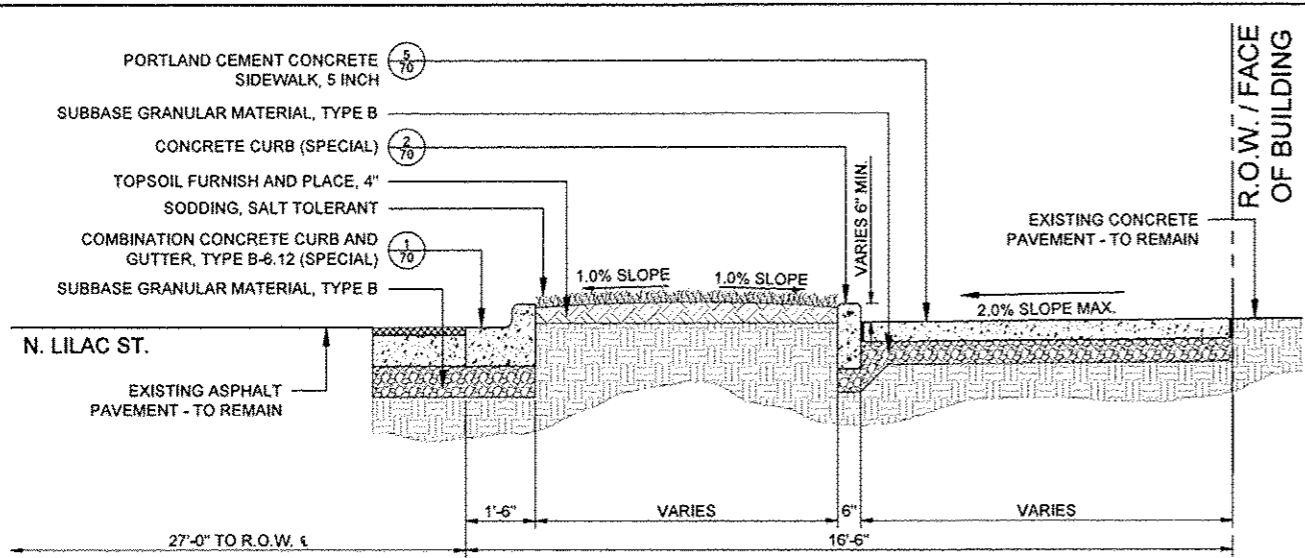 PORTLAND CEMENT CONCRETE
SIDEWALK, 5 INCH
5
70
SUBBASE GRANULAR MATERIAL, TYPE B
CONCRETE CURB (SPECIAL)
2
70
TOPSOIL FURNISH AND PLACE, 4"
SODDING, SALT TOLERANT
COMBINATION CONCRETE CURB AND
GUTTER, TYPE B-6.12 (SPECIAL)
1
70
SUBBASE GRANULAR MATERIAL, TYPE B
N. LILAC ST.
EXISTING ASPHALT
PAVEMENT - TO REMAIN
1.0% SLOPE
1.0% SLOPE
VARIES 6" MIN.
2.0% SLOPE MAX.
EXISTING CONCRETE
PAVEMENT - TO REMAIN
R.O.W. / FACE
OF BUILDING
1'-6"
VARIES
6"
VARIES
27'-0" TO R.O.W. ℄
16'-6"